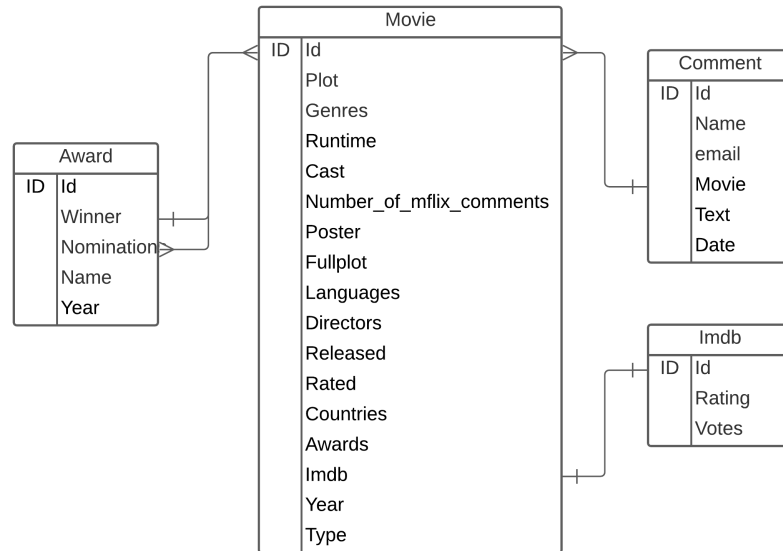 Movie
ID Id
Plot
Genres
Runtime
Cast
Number_of_mflix_comments
Poster
Fullplot
Languages
Directors
Released
Rated
Countries
Awards
Imdb
Year
Type
Award
ID Id
Winner
Nomination
Name
Year
Comment
ID Id
Name
email
Movie
Text
Date
Imdb
ID Id
Rating
Votes